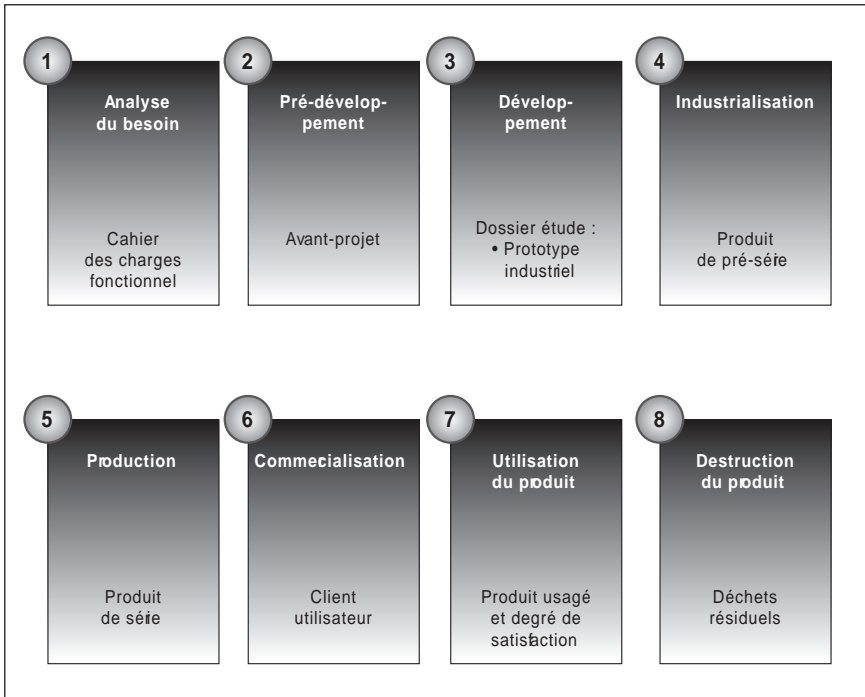 1
Analyse
du besoin
Cahier
des charges
fonctionnel
2
Pré-dévelop-
pement
Avant-projet
3
Dévelop-
pement
Dossier étude :
• Prototype
industriel
4
Industrialisation
Produit
de pré-série
5
Production
Produit
de série
6
Commercialisation
Client
utilisateur
7
Utilisation
du produit
Produit usagé
et degré de
satisfaction
8
Destruction
du produit
Déchets
résiduels